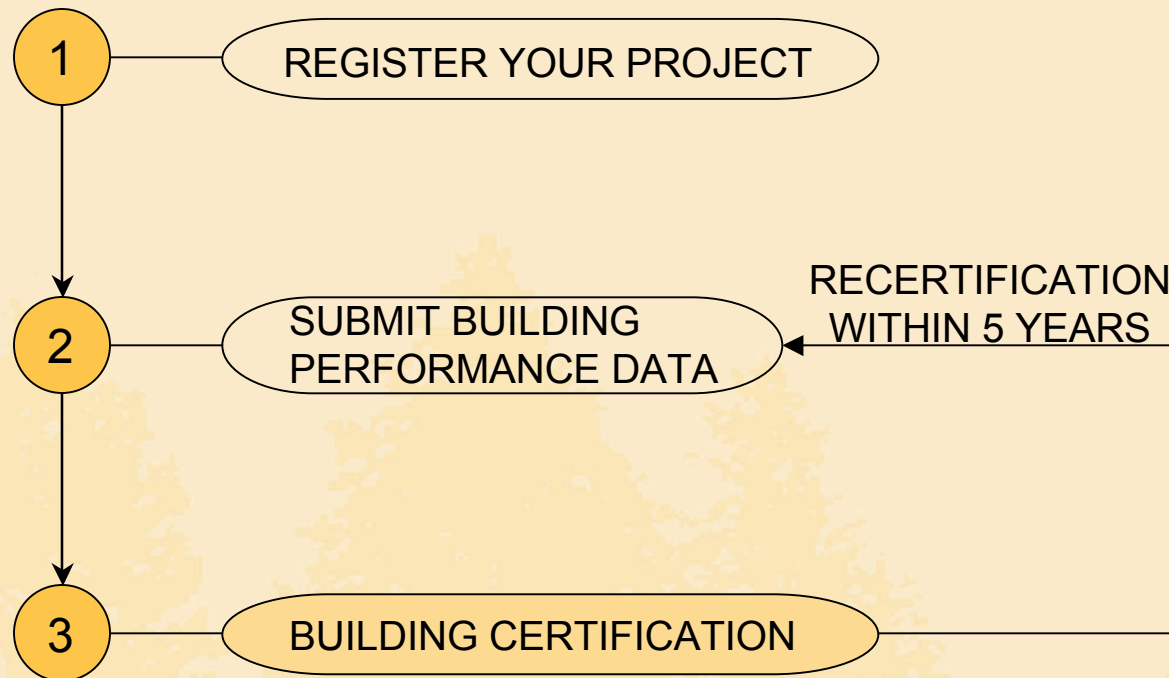 1
REGISTER YOUR PROJECT
2
SUBMIT BUILDING
PERFORMANCE DATA
RECERTIFICATION
WITHIN 5 YEARS
3
BUILDING CERTIFICATION